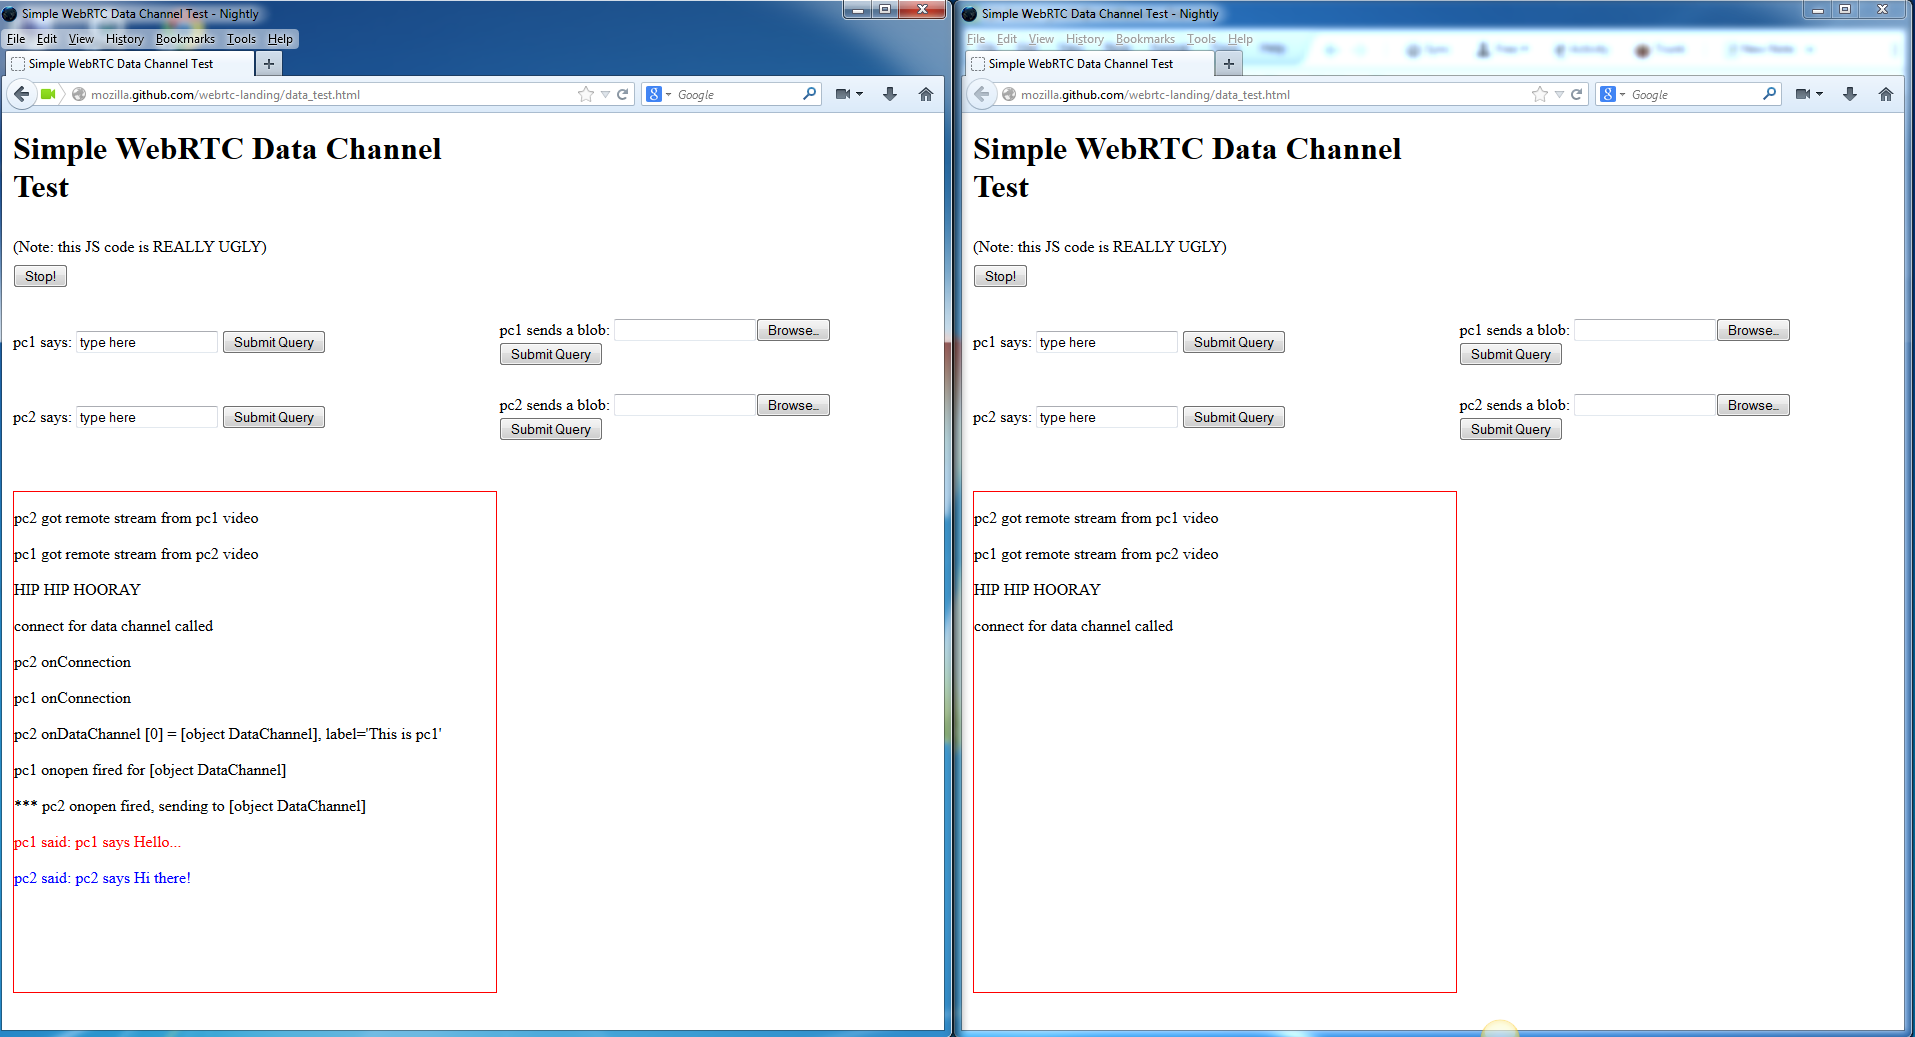 Simple WebRTC Data Channel Test - Nightly
File Edit View History Bookmarks Tools Help
Simple WebRTC Data Channel Test
mozilla.github.com/webrtc-landing/data_test.html
Google
Simple WebRTC Data Channel
Test
(Note: this JS code is REALLY UGLY)
Stop!
pc1 says: type here Submit Query
pc1 sends a blob: Browse...
Submit Query
pc2 says: type here Submit Query
pc2 sends a blob: Browse...
Submit Query
pc2 got remote stream from pc1 video
pc1 got remote stream from pc2 video
HIP HIP HOORAY
connect for data channel called
pc2 onConnection
pc1 onConnection
pc2 onDataChannel [0] = [object DataChannel], label='This is pc1'
pc1 onopen fired for [object DataChannel]
*** pc2 onopen fired, sending to [object DataChannel]
pc1 said: pc1 says Hello...
pc2 said: pc2 says Hi there!
Simple WebRTC Data Channel Test - Nightly
File Edit View History Bookmarks Tools Help
Simple WebRTC Data Channel Test
mozilla.github.com/webrtc-landing/data_test.html
Google
Simple WebRTC Data Channel
Test
(Note: this JS code is REALLY UGLY)
Stop!
pc1 says: type here Submit Query
pc1 sends a blob: Browse...
Submit Query
pc2 says: type here Submit Query
pc2 sends a blob: Browse...
Submit Query
pc2 got remote stream from pc1 video
pc1 got remote stream from pc2 video
HIP HIP HOORAY
connect for data channel called